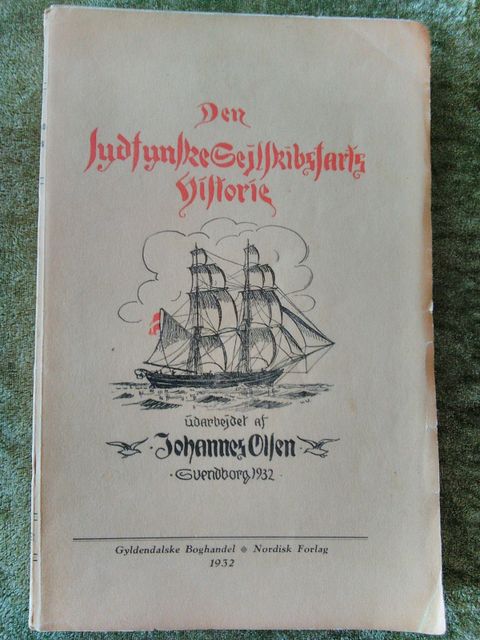 Den
sydfynske Sejlskibsfarts
Historie
udarbejdet af
· Johannes Olsen ·
· Svendborg, 1932 ·
Gyldendalske Boghandel ● Nordisk Forlag
1932